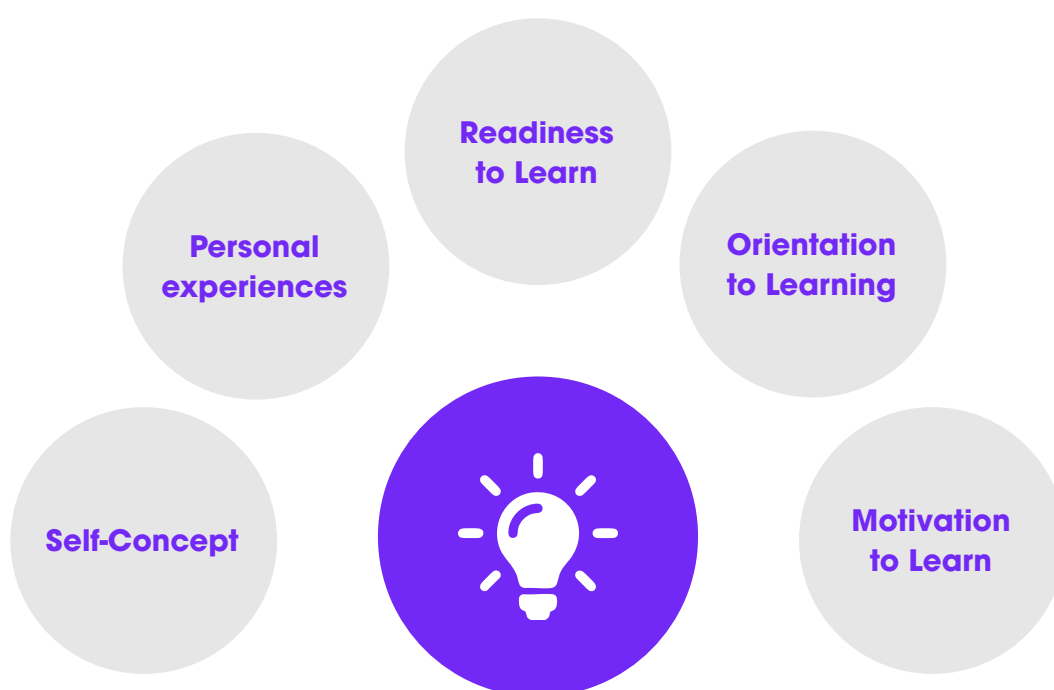 Readiness
to Learn
Personal
experiences
Orientation
to Learning
Self-Concept
Motivation
to Learn